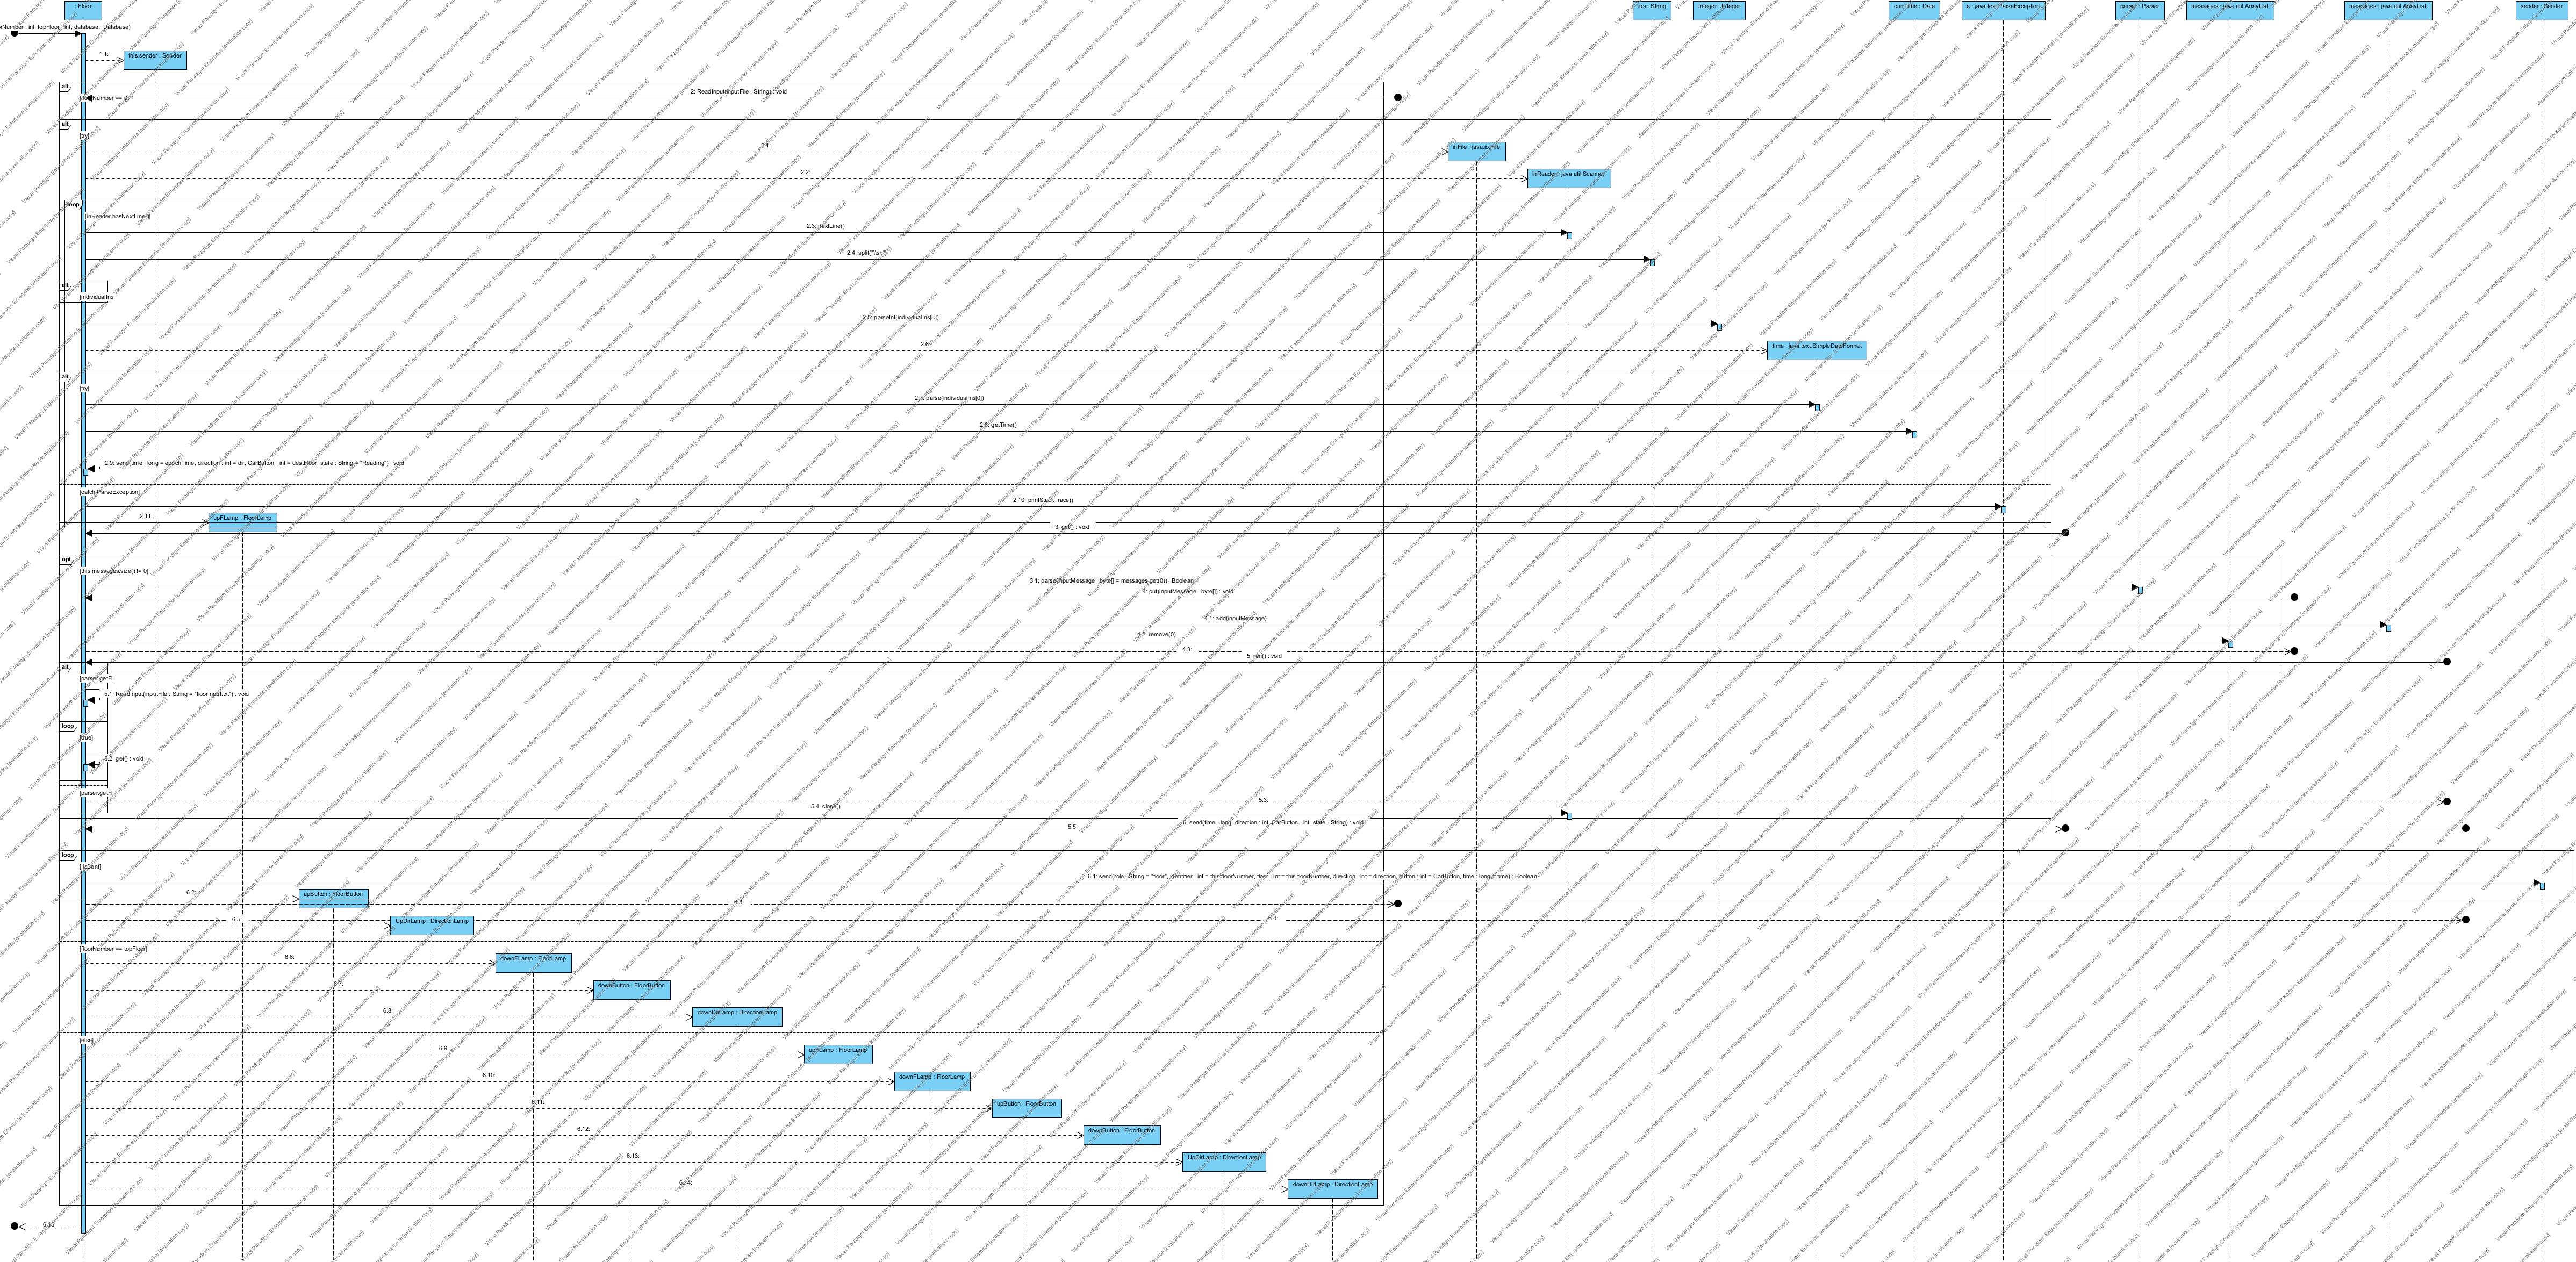 : Floor
ins : String
Integer : Integer
currTime : Date
e : java.text.ParseException
parser : Parser
messages : java.util.ArrayList
messages : java.util.ArrayList
sender : Sender
rNumber : int, topFloor : int, database : Database)
1.1:
this.sender : Sender
alt
2: ReadInput(inputFile : String) : void
alt
[try]
2.1:
inFile : java.io.File
2.2:
inReader : java.util.Scanner
loop
[inReader.hasNextLine()]
2.3: nextLine()
2.4: split("\\s+")
alt
[individualIns
2.5: parseInt(individualIns[3])
2.6:
time : java.text.SimpleDateFormat
alt
[try]
2.7: parse(individualIns[0])
2.8: getTime()
2.9: send(time : long = epochTime, direction : int = dir, CarButton : int = destFloor, state : String = "Reading") : void
[catch ParseException]
2.10: printStackTrace()
2.11:
upFLamp : FloorLamp
3: get() : void
opt
[this.messages.size() != 0]
3.1: parse(inputMessage : byte[] = messages.get(0)) : Boolean
4: put(inputMessage : byte[]) : void
4.1: add(inputMessage)
4.2: remove(0)
4.3:
5: run() : void
alt
[parser.getFl
5.1: ReadInput(inputFile : String = "floorInput.txt") : void
loop
[true]
5.2: get() : void
[parser.getFl
5.3:
5.4: close()
6: send(time : long, direction : int, CarButton : int, state : String) : void
5.5:
loop
[!isSent]
6.1: send(role : String = "floor", identifier : int = this.floorNumber, floor : int = this.floorNumber, direction : int = direction, button : int = CarButton, time : long = time) : Boolean
6.2:
upButton : FloorButton
6.3:
6.4:
6.5:
UpDirLamp : DirectionLamp
[floorNumber == topFloor]
6.6:
downFLamp : FloorLamp
6.7:
downButton : FloorButton
6.8:
downDirLamp : DirectionLamp
[else]
6.9:
upFLamp : FloorLamp
6.10:
downFLamp : FloorLamp
6.11:
upButton : FloorButton
6.12:
downButton : FloorButton
6.13:
UpDirLamp : DirectionLamp
6.14:
downDirLamp : DirectionLamp
6.15:
Visual Paradigm Enterprise [evaluation copy]